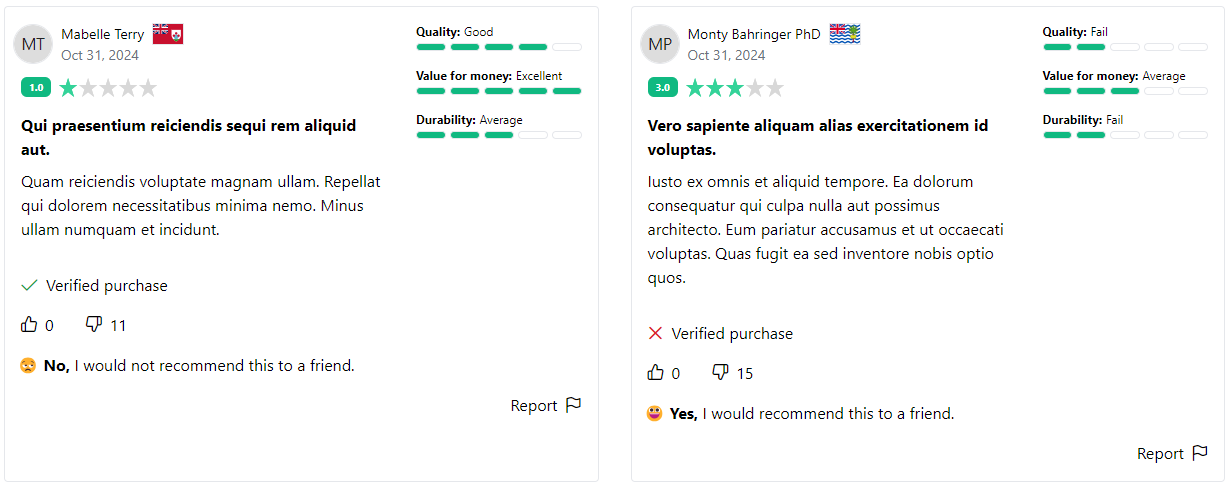 MT
Mabelle Terry
Oct 31, 2024
1.0
Qui praesentium reiciendis sequi rem aliquid
aut.
Quam reiciendis voluptate magnam ullam. Repellat
qui dolorem necessitatibus minima nemo. Minus
ullam numquam et incidunt.
Verified purchase
0 11
No, I would not recommend this to a friend.
Quality: Good
Value for money: Excellent
Durability: Average
Report
MP
Monty Bahringer PhD
Oct 31, 2024
3.0
Vero sapiente aliquam alias exercitationem id
voluptas.
Iusto ex omnis et aliquid tempore. Ea dolorum
consequatur qui culpa nulla aut possimus
architecto. Eum pariatur accusamus et ut occaecati
voluptas. Quas fugit ea sed inventore nobis optio
quos.
Verified purchase
0 15
Yes, I would recommend this to a friend.
Quality: Fail
Value for money: Average
Durability: Fail
Report